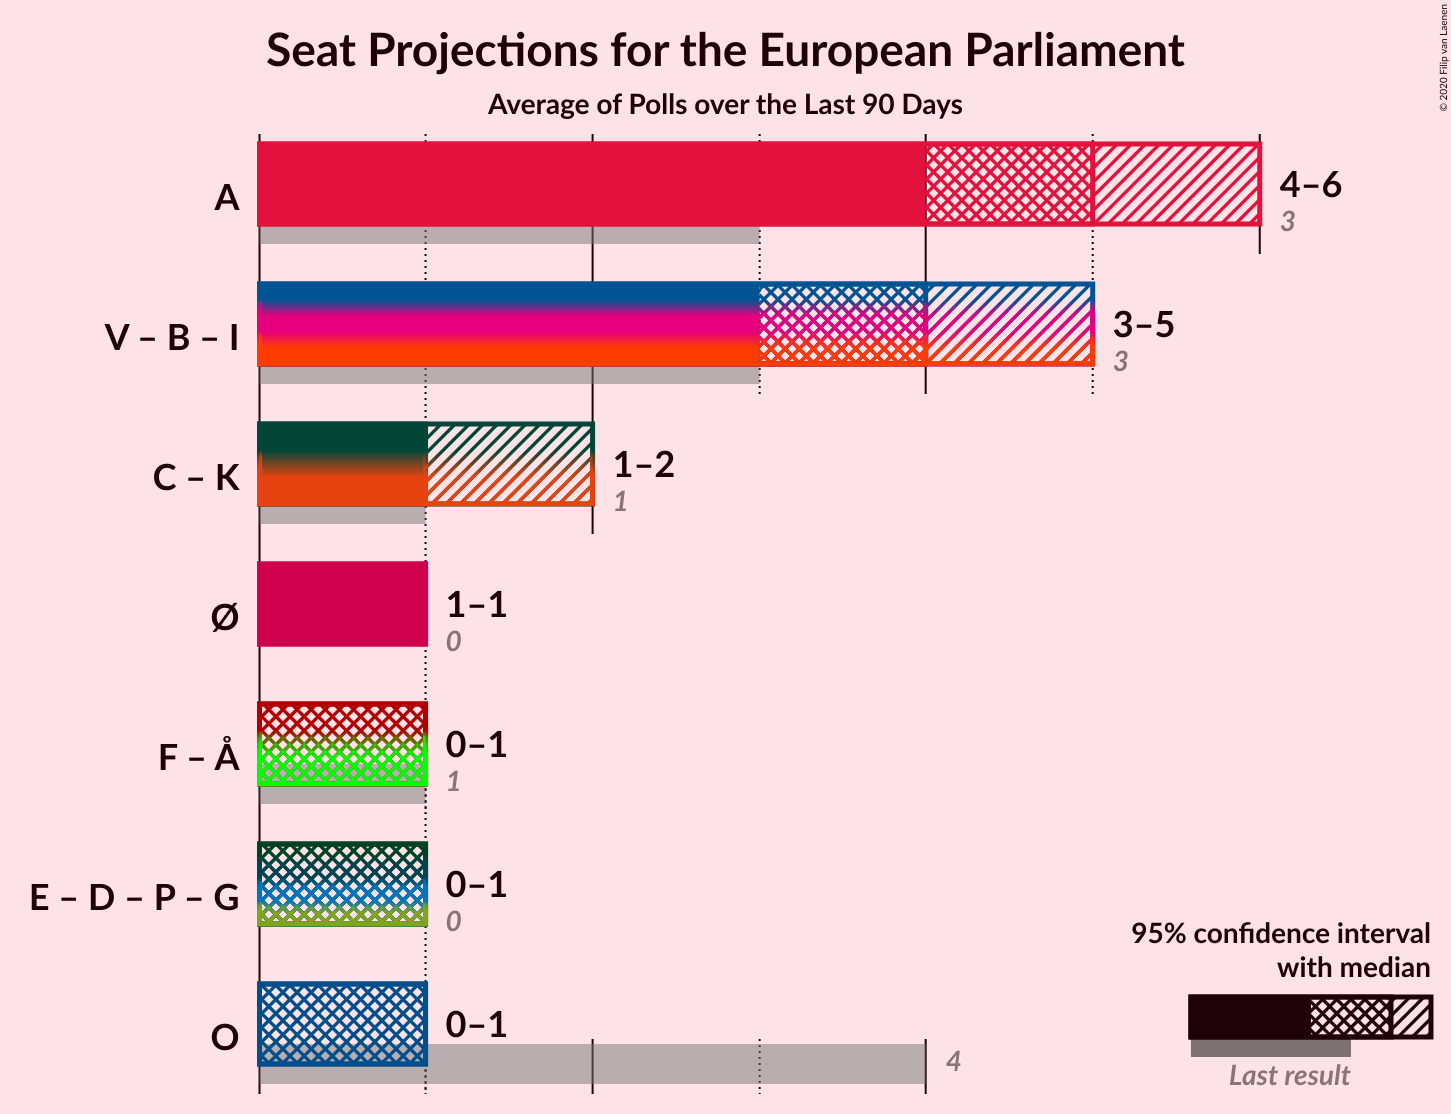 Seat Projections for the European Parliament
Average of Polls over the Last 90 Days
© 2020 Filip van Laenen
A
4–6
3
V – B – I
3–5
3
C – K
1–2
1
Ø
1–1
0
F – Å
0–1
1
E – D – P – G
0–1
0
O
0–1
4
95% confidence interval
with median
Last result